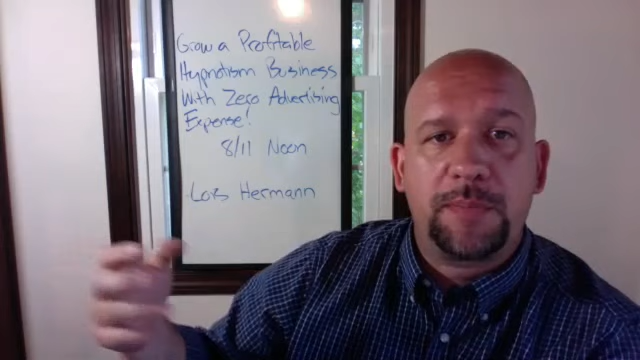 Grow a Profitable
Hypnotism Business
With Zero Advertising
Expense!
8/11 Noon
-Lois Hermann